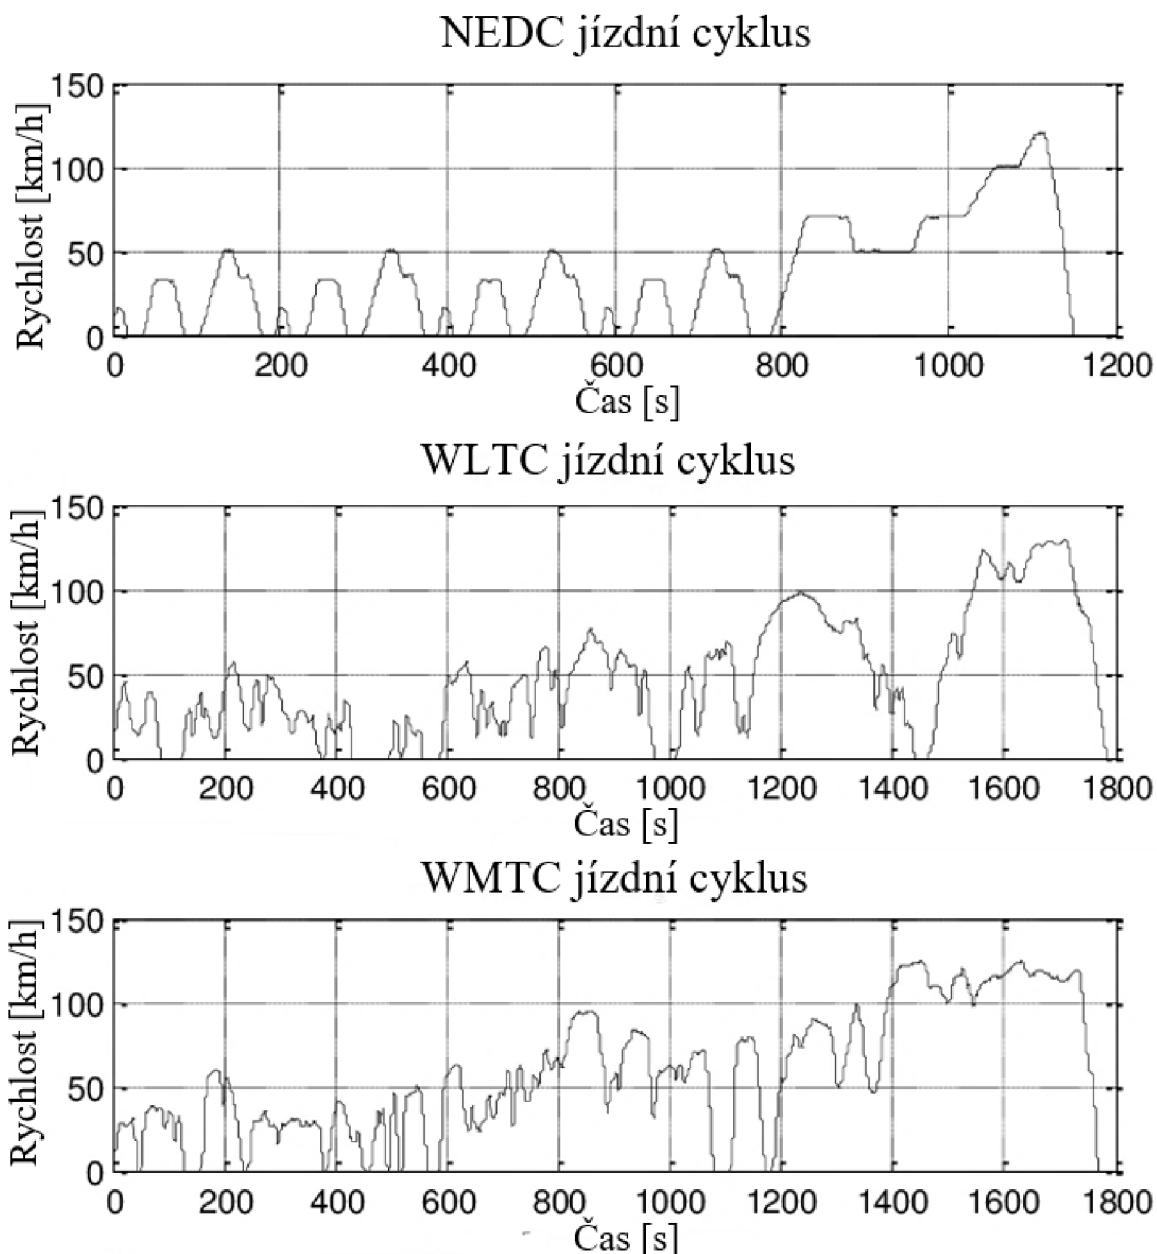 NEDC jízdní cyklus
150
100
50
0
Rychlost [km/h]
0 200 400 600 800 1000 1200
Čas [s]
WLTC jízdní cyklus
150
100
50
0
Rychlost [km/h]
0 200 400 600 800 1000 1200 1400 1600 1800
Čas [s]
WMTC jízdní cyklus
150
100
50
0
Rychlost [km/h]
0 200 400 600 800 1000 1200 1400 1600 1800
Čas [s]